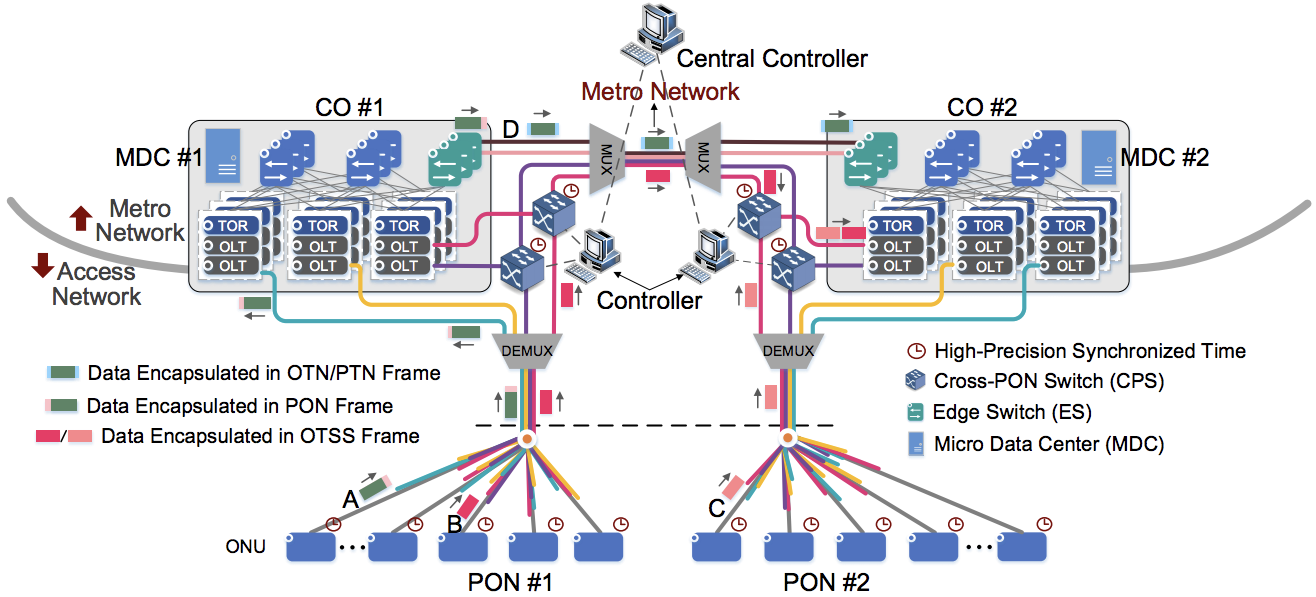 Central Controller
Metro Network
CO #1
CO #2
D
MDC #1
MUX
MUX
MDC #2
Metro
Network
TOR
TOR
TOR
TOR
TOR
TOR
OLT
OLT
OLT
OLT
OLT
OLT
OLT
OLT
OLT
OLT
OLT
OLT
Access
Network
Controller
DEMUX
DEMUX
High-Precision Synchronized Time
Data Encapsulated in OTN/PTN Frame
Cross-PON Switch (CPS)
Data Encapsulated in PON Frame
Edge Switch (ES)
/
Data Encapsulated in OTSS Frame
Micro Data Center (MDC)
A
B
C
ONU
...
...
PON #1
PON #2